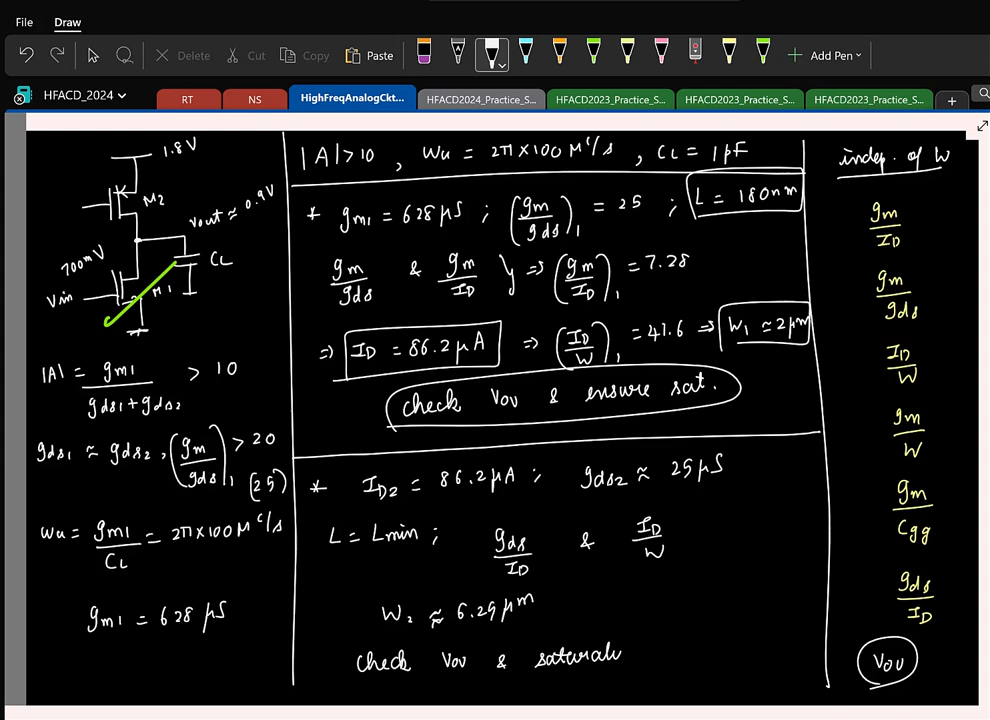 File Draw
Delete Cut Copy Paste Add Pen
HFACD_2024 RT NS HighFreqAnalogCkt... HFACD2024_Practice_S... HFACD2023_Practice_S... HFACD2023_Practice_S... HFACD2023_Practice_S...
1.8V
M2
Vout ≈ 0.9V
700mV
CL
Vin
M1
|A| = gm1 / (gds1 + gds2) > 10
gds1 ≈ gds2, (gm/gds)1 > 20
(25)
ωu = gm1/CL = 2π×100 M c/s
gm1 = 628 μS
|A| > 10 , ωu = 2π×100 M c/s , CL = 1pF
* gm1 = 628 μS ; (gm/gds)1 = 25 ; L = 180nm
gm/gds & gm/ID } => (gm/ID)1 = 7.28
=> ID = 86.2 μA => (ID/W)1 = 41.6 => W1 ≈ 2μm
check Vov & ensure sat.
* ID2 = 86.2 μA ; gds2 ≈ 25 μS
L = Lmin ; gds/ID & ID/W
W2 ≈ 6.29 μm
check Vov & saturatu
indep. of W
gm/ID
gm/gds
ID/W
gm/W
gm/Cgg
gds/ID
Vov